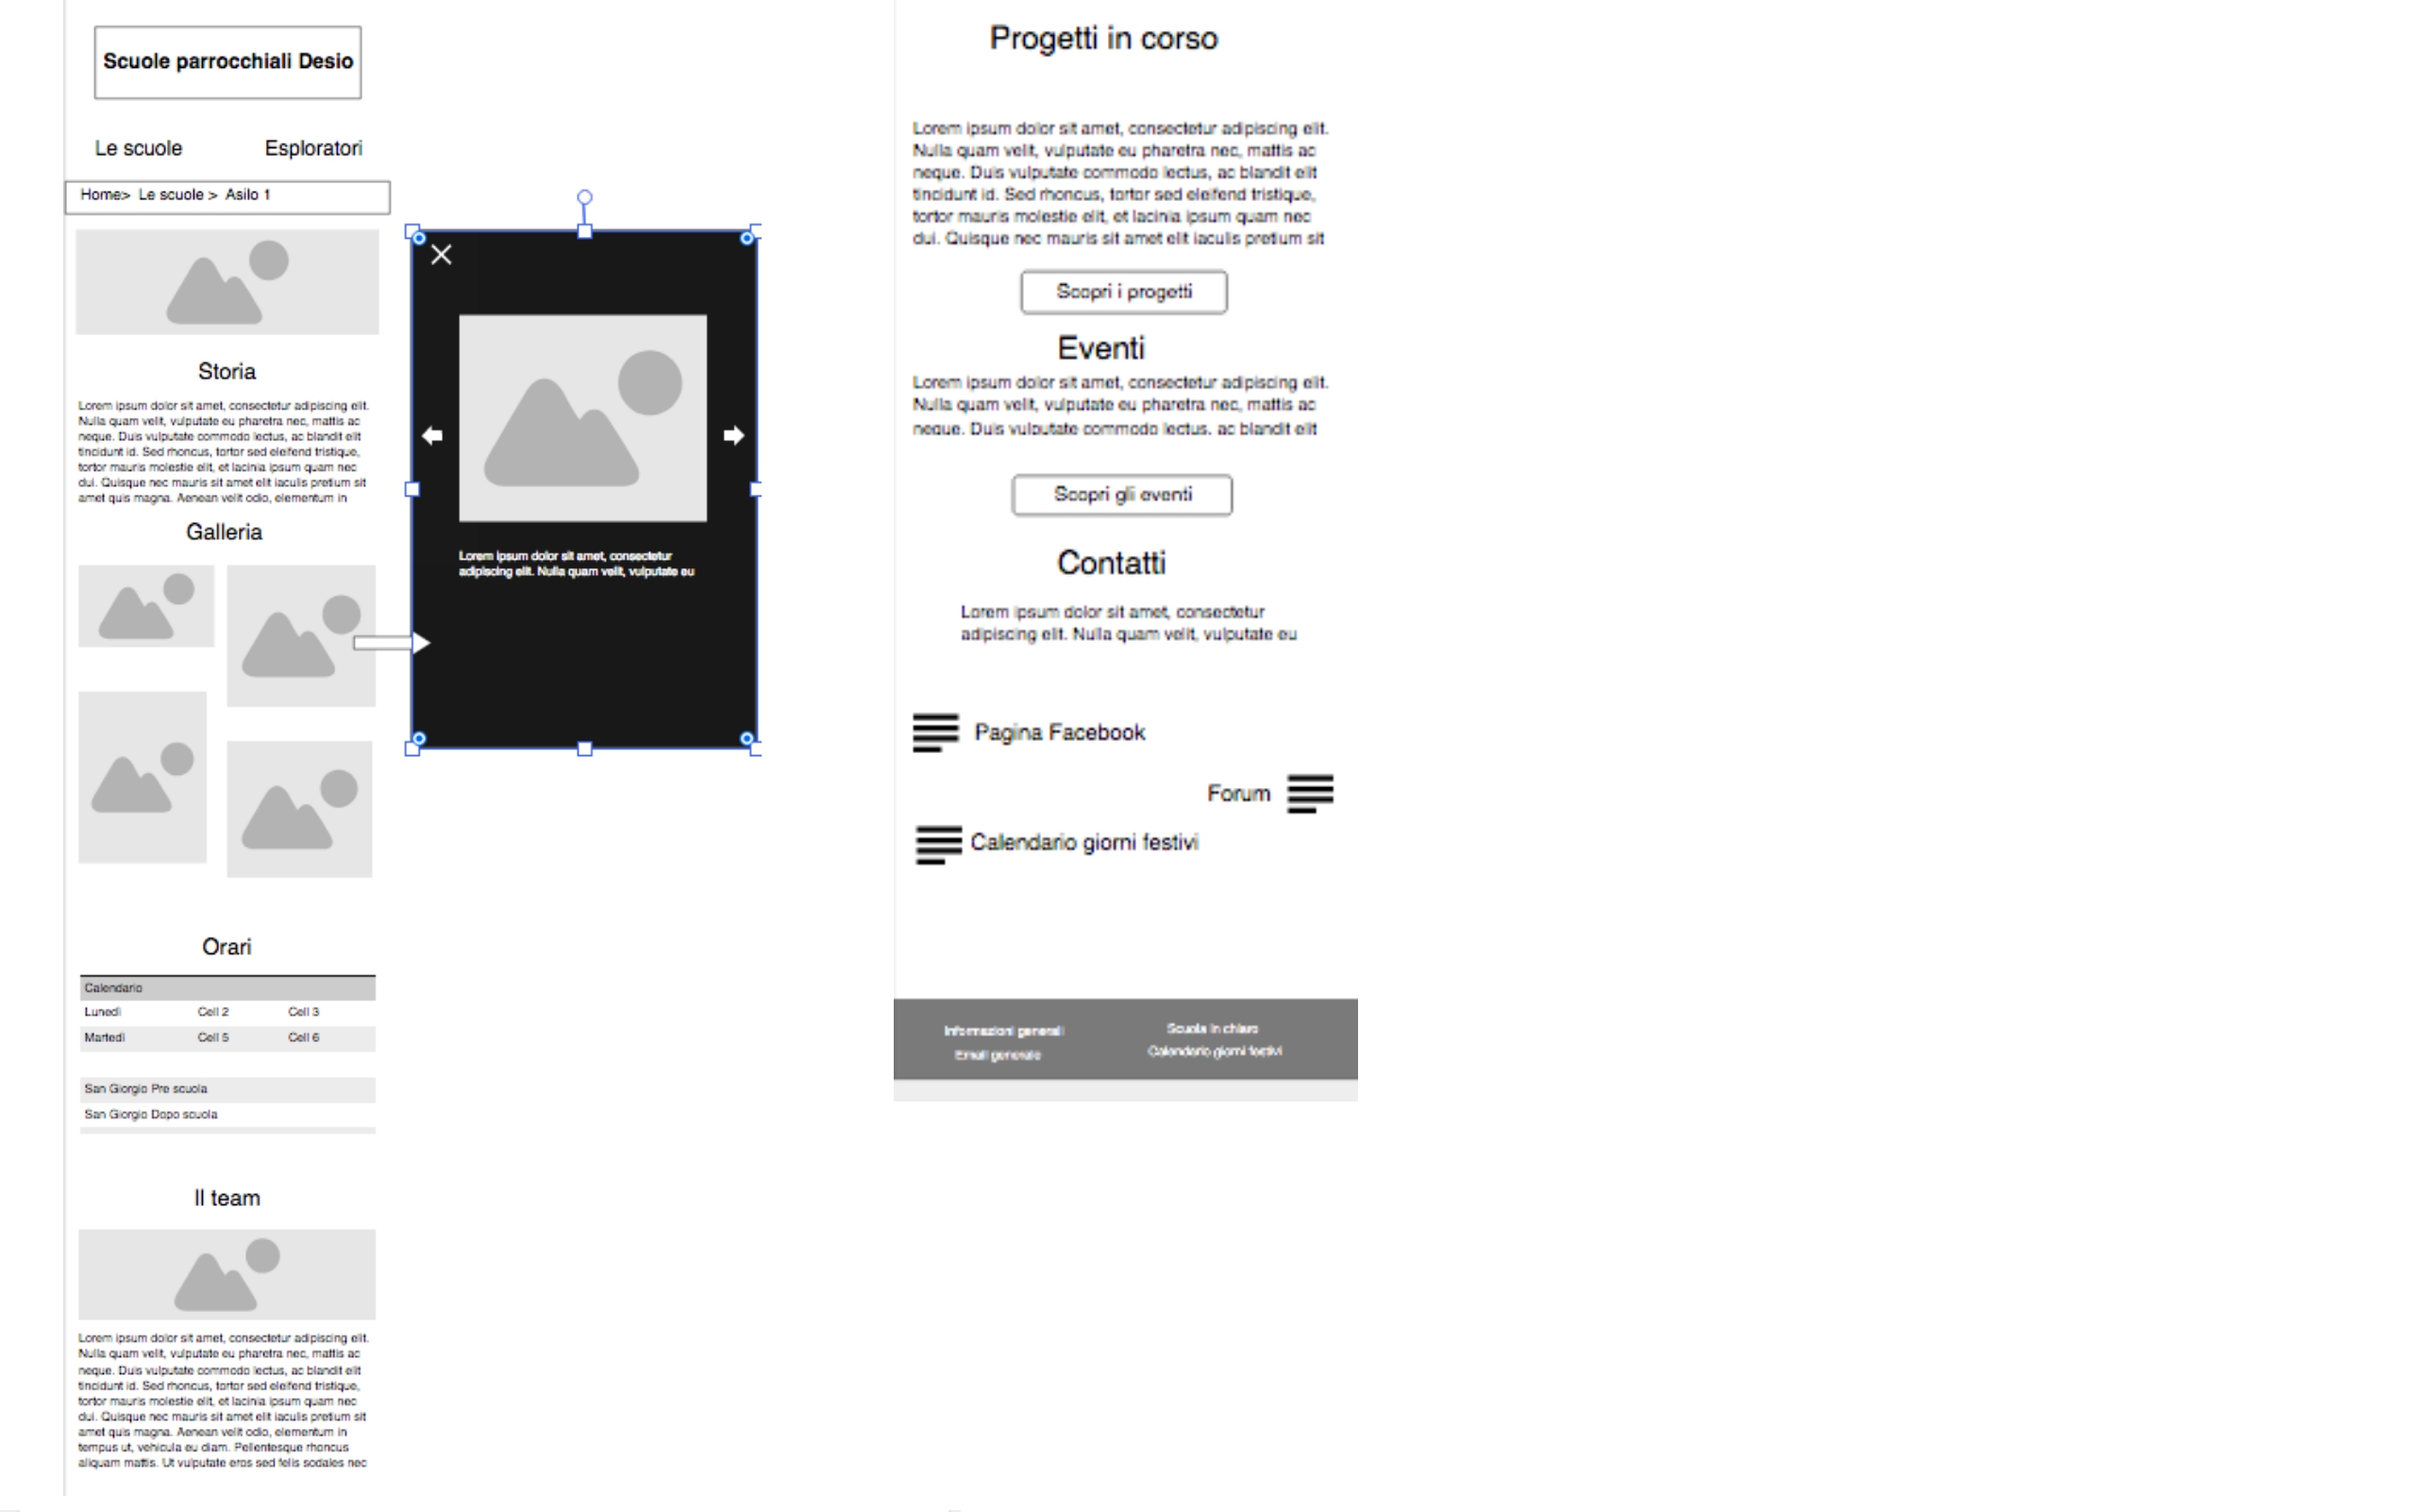 Scuole parrocchiali Desio
Le scuole
Esploratori
Home> Le scuole > Asilo 1
Storia
Lorem ipsum dolor sit amet, consectetur adipiscing elit.
Nulla quam velit, vulputate eu pharetra nec, mattis ac
neque. Duis vulputate commodo lectus, ac blandit elit
tincidunt id. Sed rhoncus, tortor sed eleifend tristique,
tortor mauris molestie elit, et lacinia ipsum quam nec
dui. Quisque nec mauris sit amet elit iaculis pretium sit
amet quis magna. Aenean velit odio, elementum in
Galleria
Orari
Calendario
Lunedì Cell 2 Cell 3
Martedì Cell 5 Cell 6
San Giorgio Pre scuola
San Giorgio Dopo scuola
Il team
Lorem ipsum dolor sit amet, consectetur adipiscing elit.
Nulla quam velit, vulputate eu pharetra nec, mattis ac
neque. Duis vulputate commodo lectus, ac blandit elit
tincidunt id. Sed rhoncus, tortor sed eleifend tristique,
tortor mauris molestie elit, et lacinia ipsum quam nec
dui. Quisque nec mauris sit amet elit iaculis pretium sit
amet quis magna. Aenean velit odio, elementum in
tempus ut, vehicula eu diam. Pellentesque rhoncus
aliquam mattis. Ut vulputate eros sed felis sodales nec
Lorem ipsum dolor sit amet, consectetur
adipiscing elit. Nulla quam velit, vulputate eu
Progetti in corso
Lorem ipsum dolor sit amet, consectetur adipiscing elit.
Nulla quam velit, vulputate eu pharetra nec, mattis ac
neque. Duis vulputate commodo lectus, ac blandit elit
tincidunt id. Sed rhoncus, tortor sed eleifend tristique,
tortor mauris molestie elit, et lacinia ipsum quam nec
dui. Quisque nec mauris sit amet elit iaculis pretium sit
Scopri i progetti
Eventi
Lorem ipsum dolor sit amet, consectetur adipiscing elit.
Nulla quam velit, vulputate eu pharetra nec, mattis ac
neque. Duis vulputate commodo lectus, ac blandit elit
Scopri gli eventi
Contatti
Lorem ipsum dolor sit amet, consectetur
adipiscing elit. Nulla quam velit, vulputate eu
Pagina Facebook
Forum
Calendario giorni festivi
Informazioni generali
Email generale
Scuola in chiaro
Calendario giorni festivi